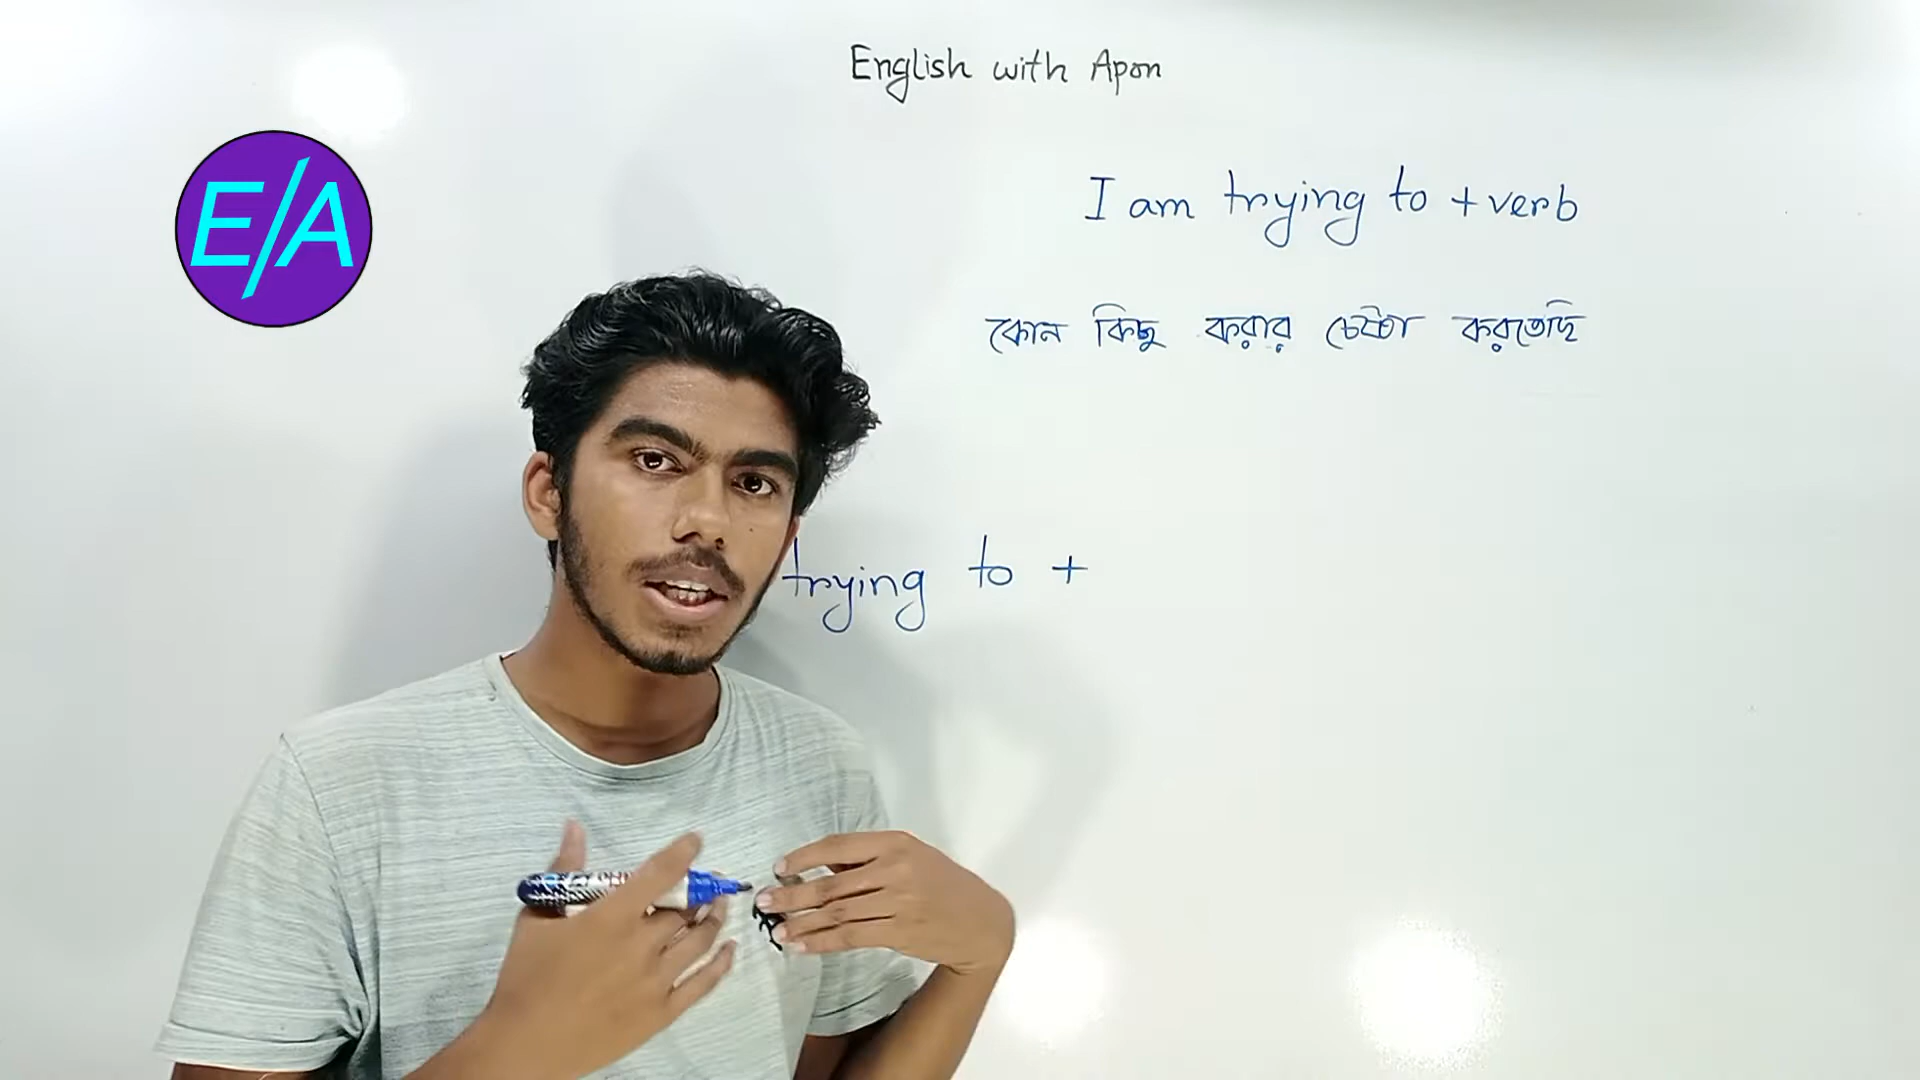 English with Apon
E/A
I am trying to + verb
কোন কিছু করার চেষ্টা করতেছি
trying to +